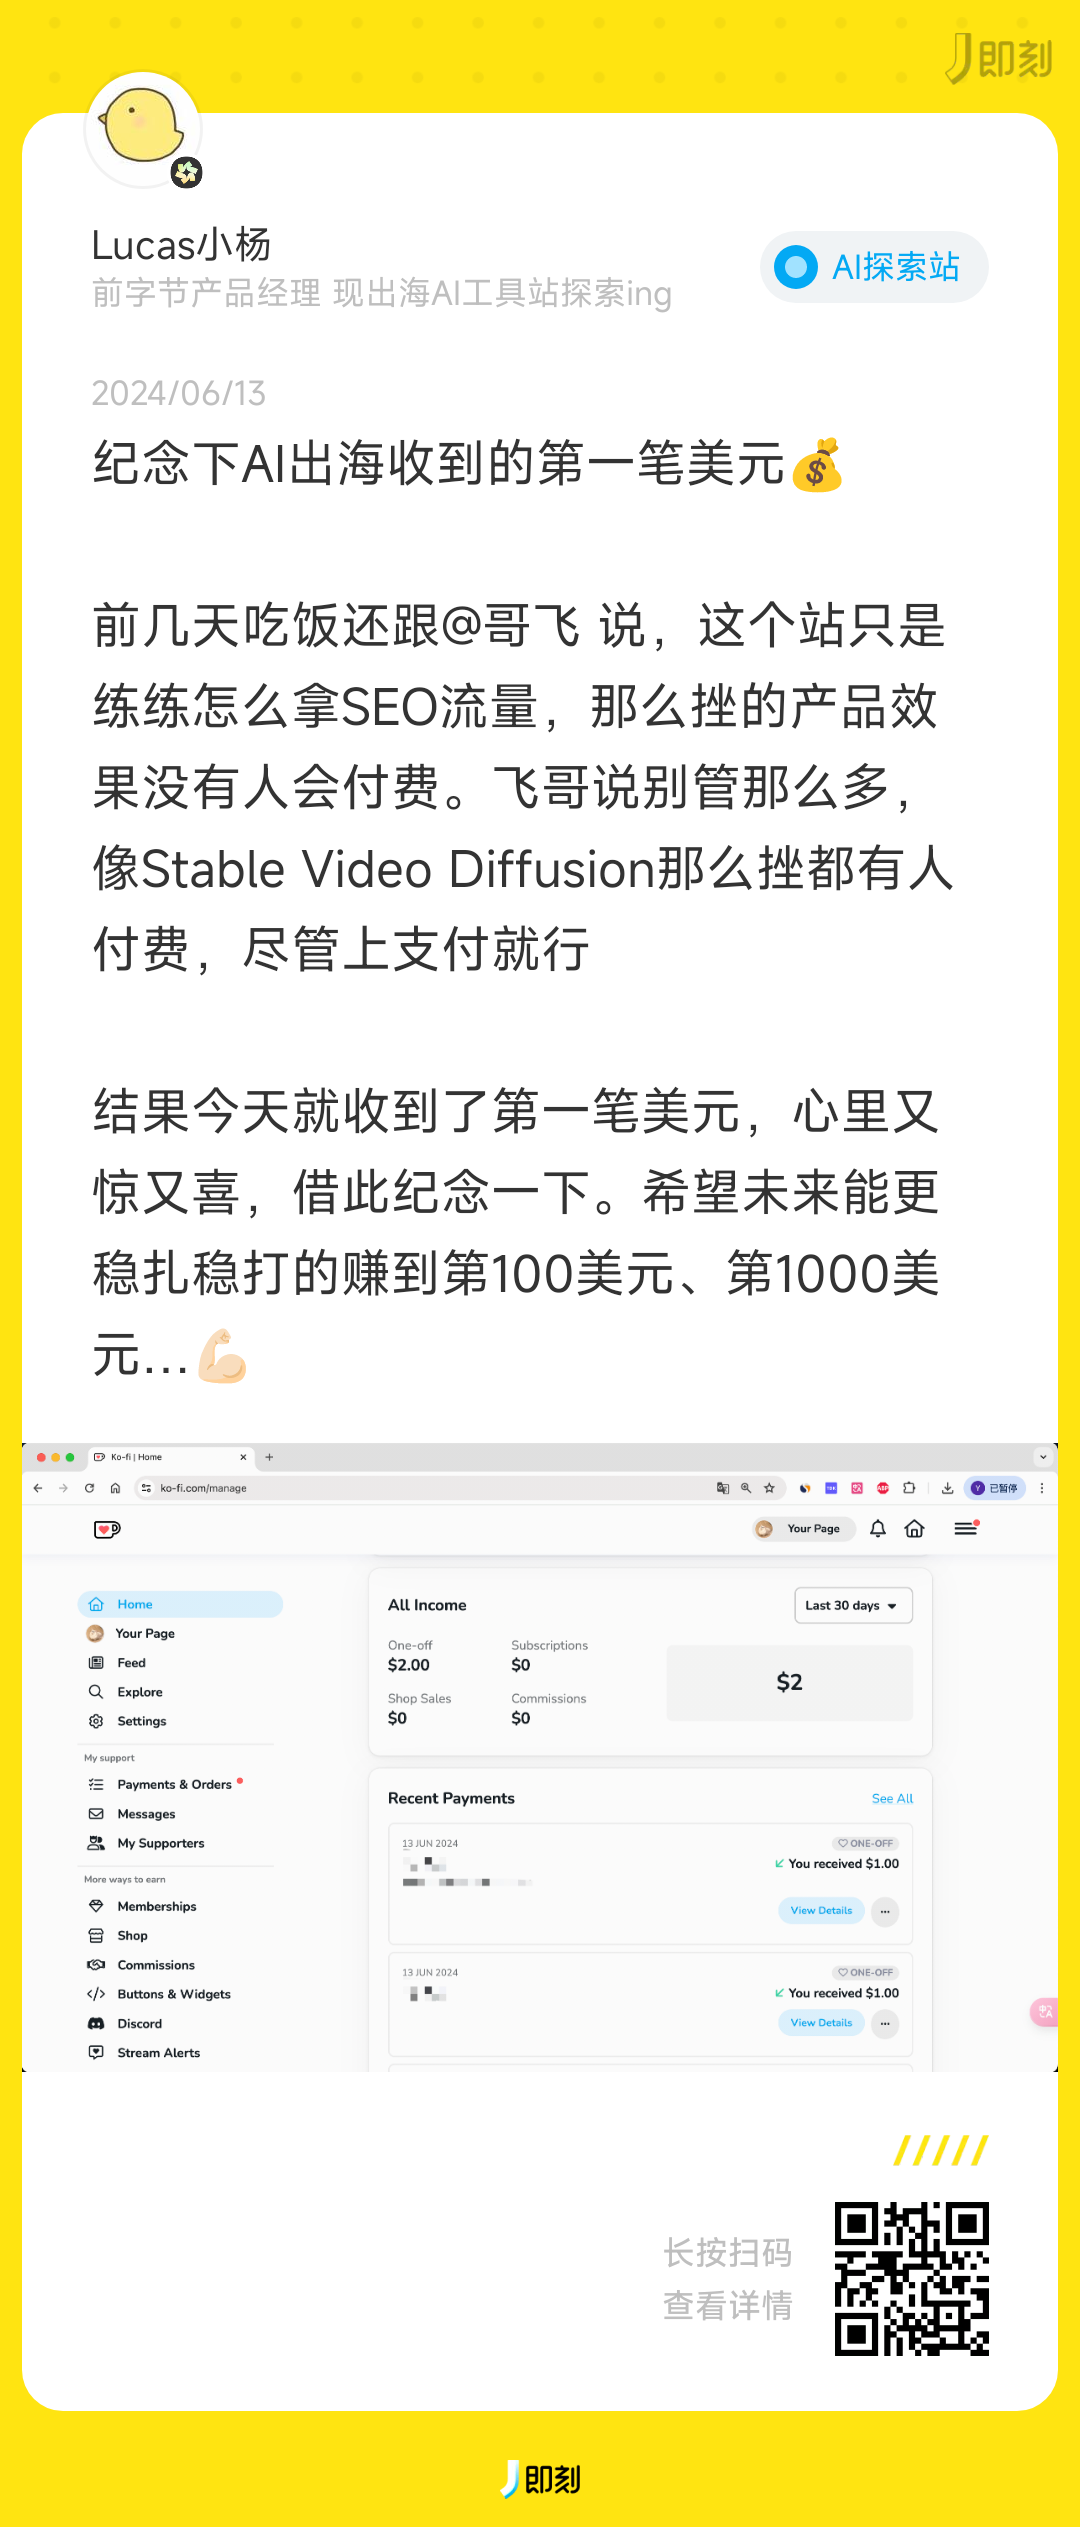 即刻
Lucas小杨
前字节产品经理 现出海AI工具站探索ing
AI探索站
2024/06/13
纪念下AI出海收到的第一笔美元💰
前几天吃饭还跟@哥飞 说，这个站只是
练练怎么拿SEO流量，那么挫的产品效
果没有人会付费。飞哥说别管那么多，
像Stable Video Diffusion那么挫都有人
付费，尽管上支付就行
结果今天就收到了第一笔美元，心里又
惊又喜，借此纪念一下。希望未来能更
稳扎稳打的赚到第100美元、第1000美
元...💪🏻
Ko-fi | Home
ko-fi.com/manage
Y 已暂停
Your Page
Home
Your Page
Feed
Explore
Settings
My support
Payments & Orders
Messages
My Supporters
More ways to earn
Memberships
Shop
Commissions
Buttons & Widgets
Discord
Stream Alerts
All Income
Last 30 days
One-off
$2.00
Subscriptions
$0
Shop Sales
$0
Commissions
$0
$2
Recent Payments
See All
13 JUN 2024
ONE-OFF
You received $1.00
View Details
13 JUN 2024
ONE-OFF
You received $1.00
View Details
长按扫码
查看详情
即刻